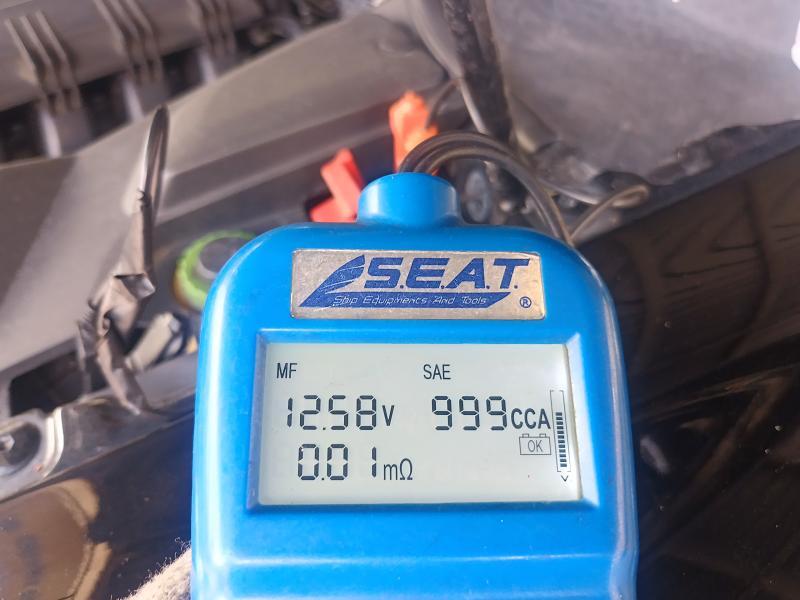 S.E.A.T.
Ship Equipments And Tools
®
MF SAE
12.58V 999CCA
OK
0.01mΩ